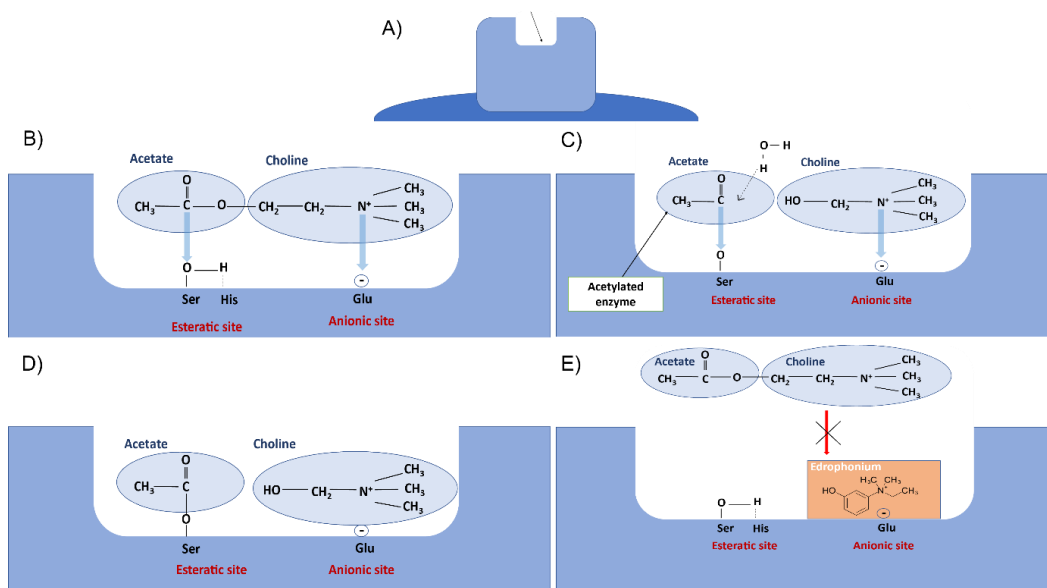 A)
B)
Acetate
Choline
O
CH₃
C
O
CH₂
CH₂
N⁺
CH₃
CH₃
CH₃
O
H
-
Ser
His
Glu
Esteratic site
Anionic site
C)
Acetate
Choline
O
H
H
O
CH₃
C
HO
CH₂
N⁺
CH₃
CH₃
CH₃
O
-
Acetylated
enzyme
Ser
Glu
Esteratic site
Anionic site
D)
Acetate
Choline
O
CH₃
C
O
HO
CH₂
N⁺
CH₃
CH₃
CH₃
-
Ser
Glu
Esteratic site
Anionic site
E)
Acetate
Choline
O
CH₃
C
O
CH₂
CH₂
N⁺
CH₃
CH₃
CH₃
Edrophonium
H₃C
CH₃
HO
N⁺
CH₃
O
H
-
Ser
His
Glu
Esteratic site
Anionic site